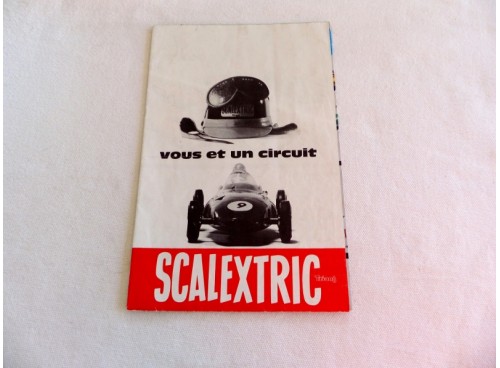 vous et un circuit
9
SCALEXTRIC